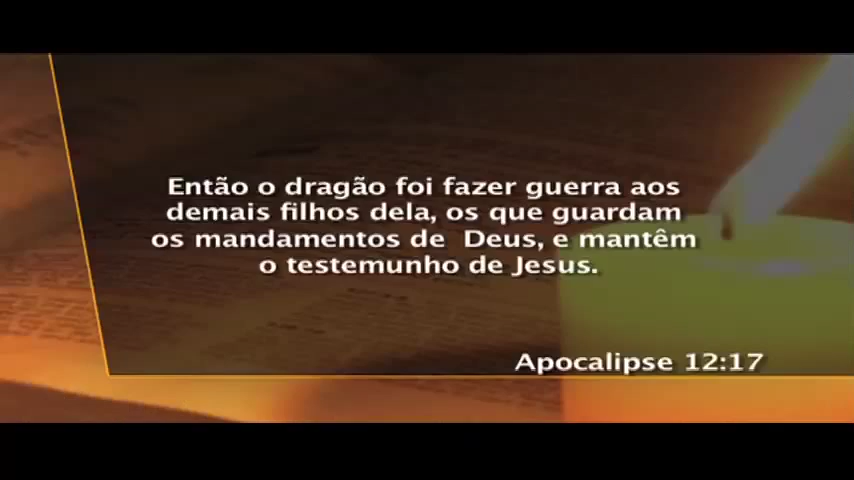 Então o dragão foi fazer guerra aos
demais filhos dela, os que guardam
os mandamentos de Deus, e mantêm
o testemunho de Jesus.
Apocalipse 12:17